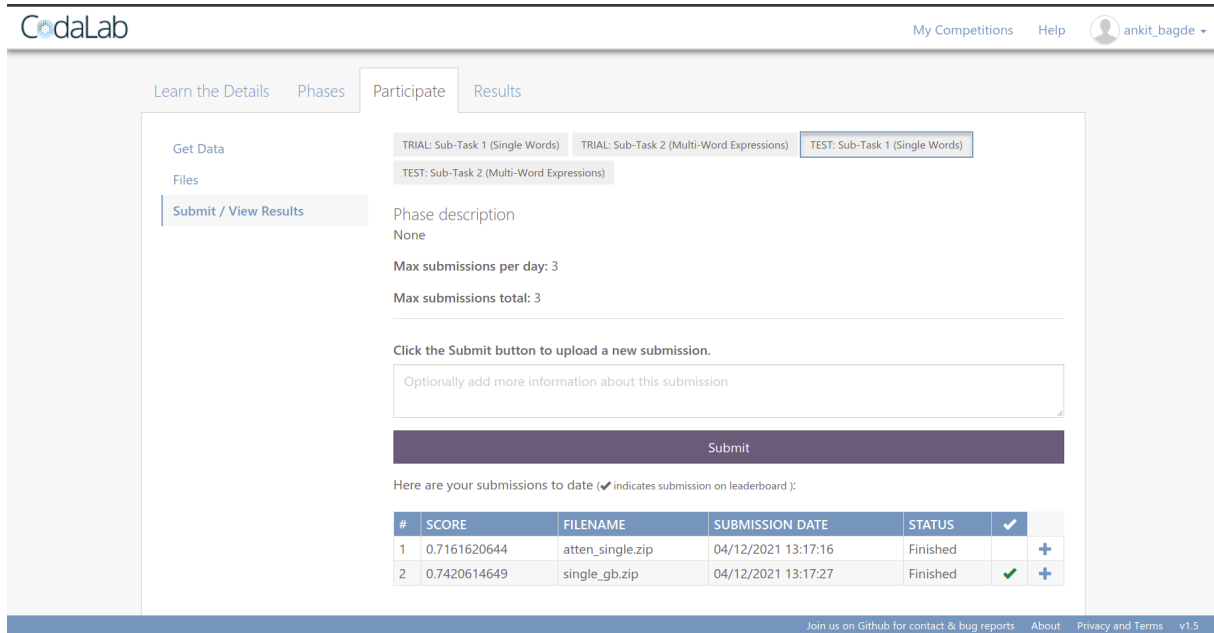 CodaLab
My Competitions Help ankit_bagde
Learn the Details Phases Participate Results
Get Data
Files
Submit / View Results
TRIAL: Sub-Task 1 (Single Words) TRIAL: Sub-Task 2 (Multi-Word Expressions) TEST: Sub-Task 1 (Single Words)
TEST: Sub-Task 2 (Multi-Word Expressions)
Phase description
None
Max submissions per day: 3
Max submissions total: 3
Click the Submit button to upload a new submission.
Optionally add more information about this submission
Submit
Here are your submissions to date (✔ indicates submission on leaderboard ):
# SCORE FILENAME SUBMISSION DATE STATUS ✔
1 0.7161620644 atten_single.zip 04/12/2021 13:17:16 Finished +
2 0.7420614649 single_gb.zip 04/12/2021 13:17:27 Finished ✔ +
Join us on Github for contact & bug reports About Privacy and Terms v1.5